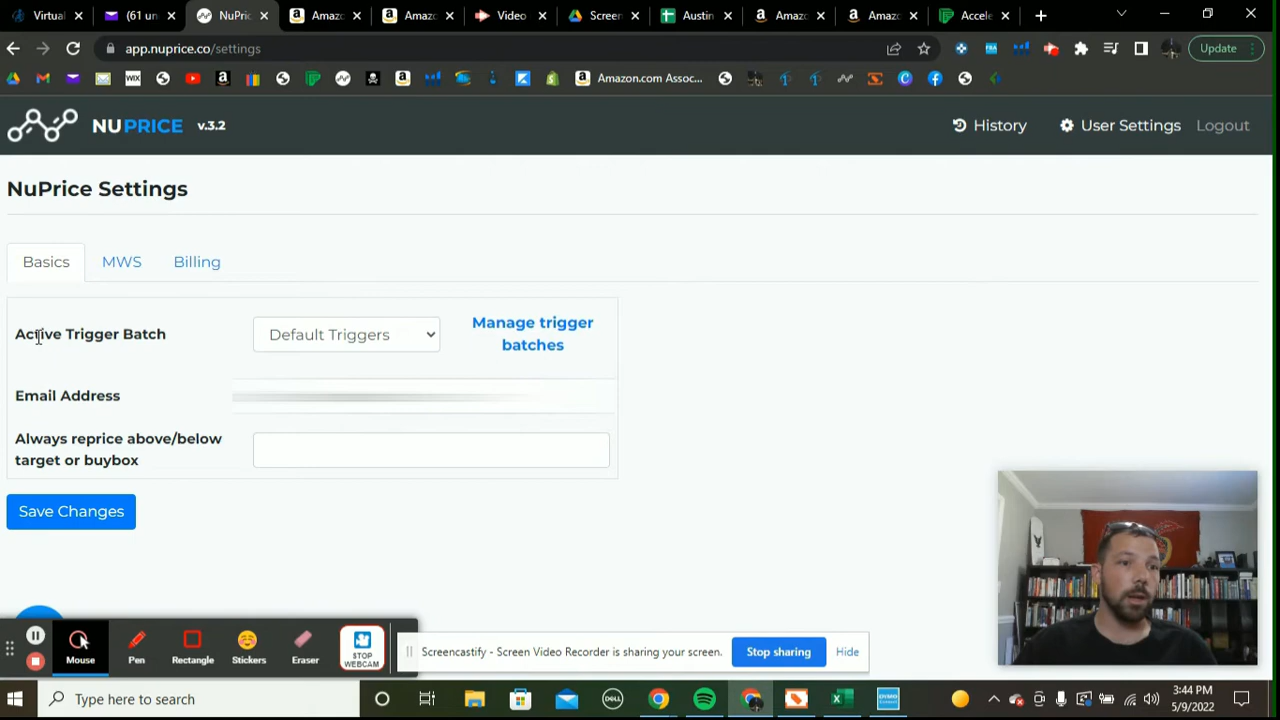 Virtual
(61 un
NuPric
Amazo
Amazo
Video
Screen
Austin
Amazo
Amazo
Accele
app.nuprice.co/settings
Update
Amazon.com Assoc...
NUPRICE v.3.2
History
User Settings
Logout
NuPrice Settings
Basics
MWS
Billing
Active Trigger Batch
Default Triggers
Manage trigger
batches
Email Address
Always reprice above/below
target or buybox
Save Changes
Mouse
Pen
Rectangle
Stickers
Eraser
STOP
WEBCAM
Screencastify - Screen Video Recorder is sharing your screen.
Stop sharing
Hide
Type here to search
3:44 PM
5/9/2022